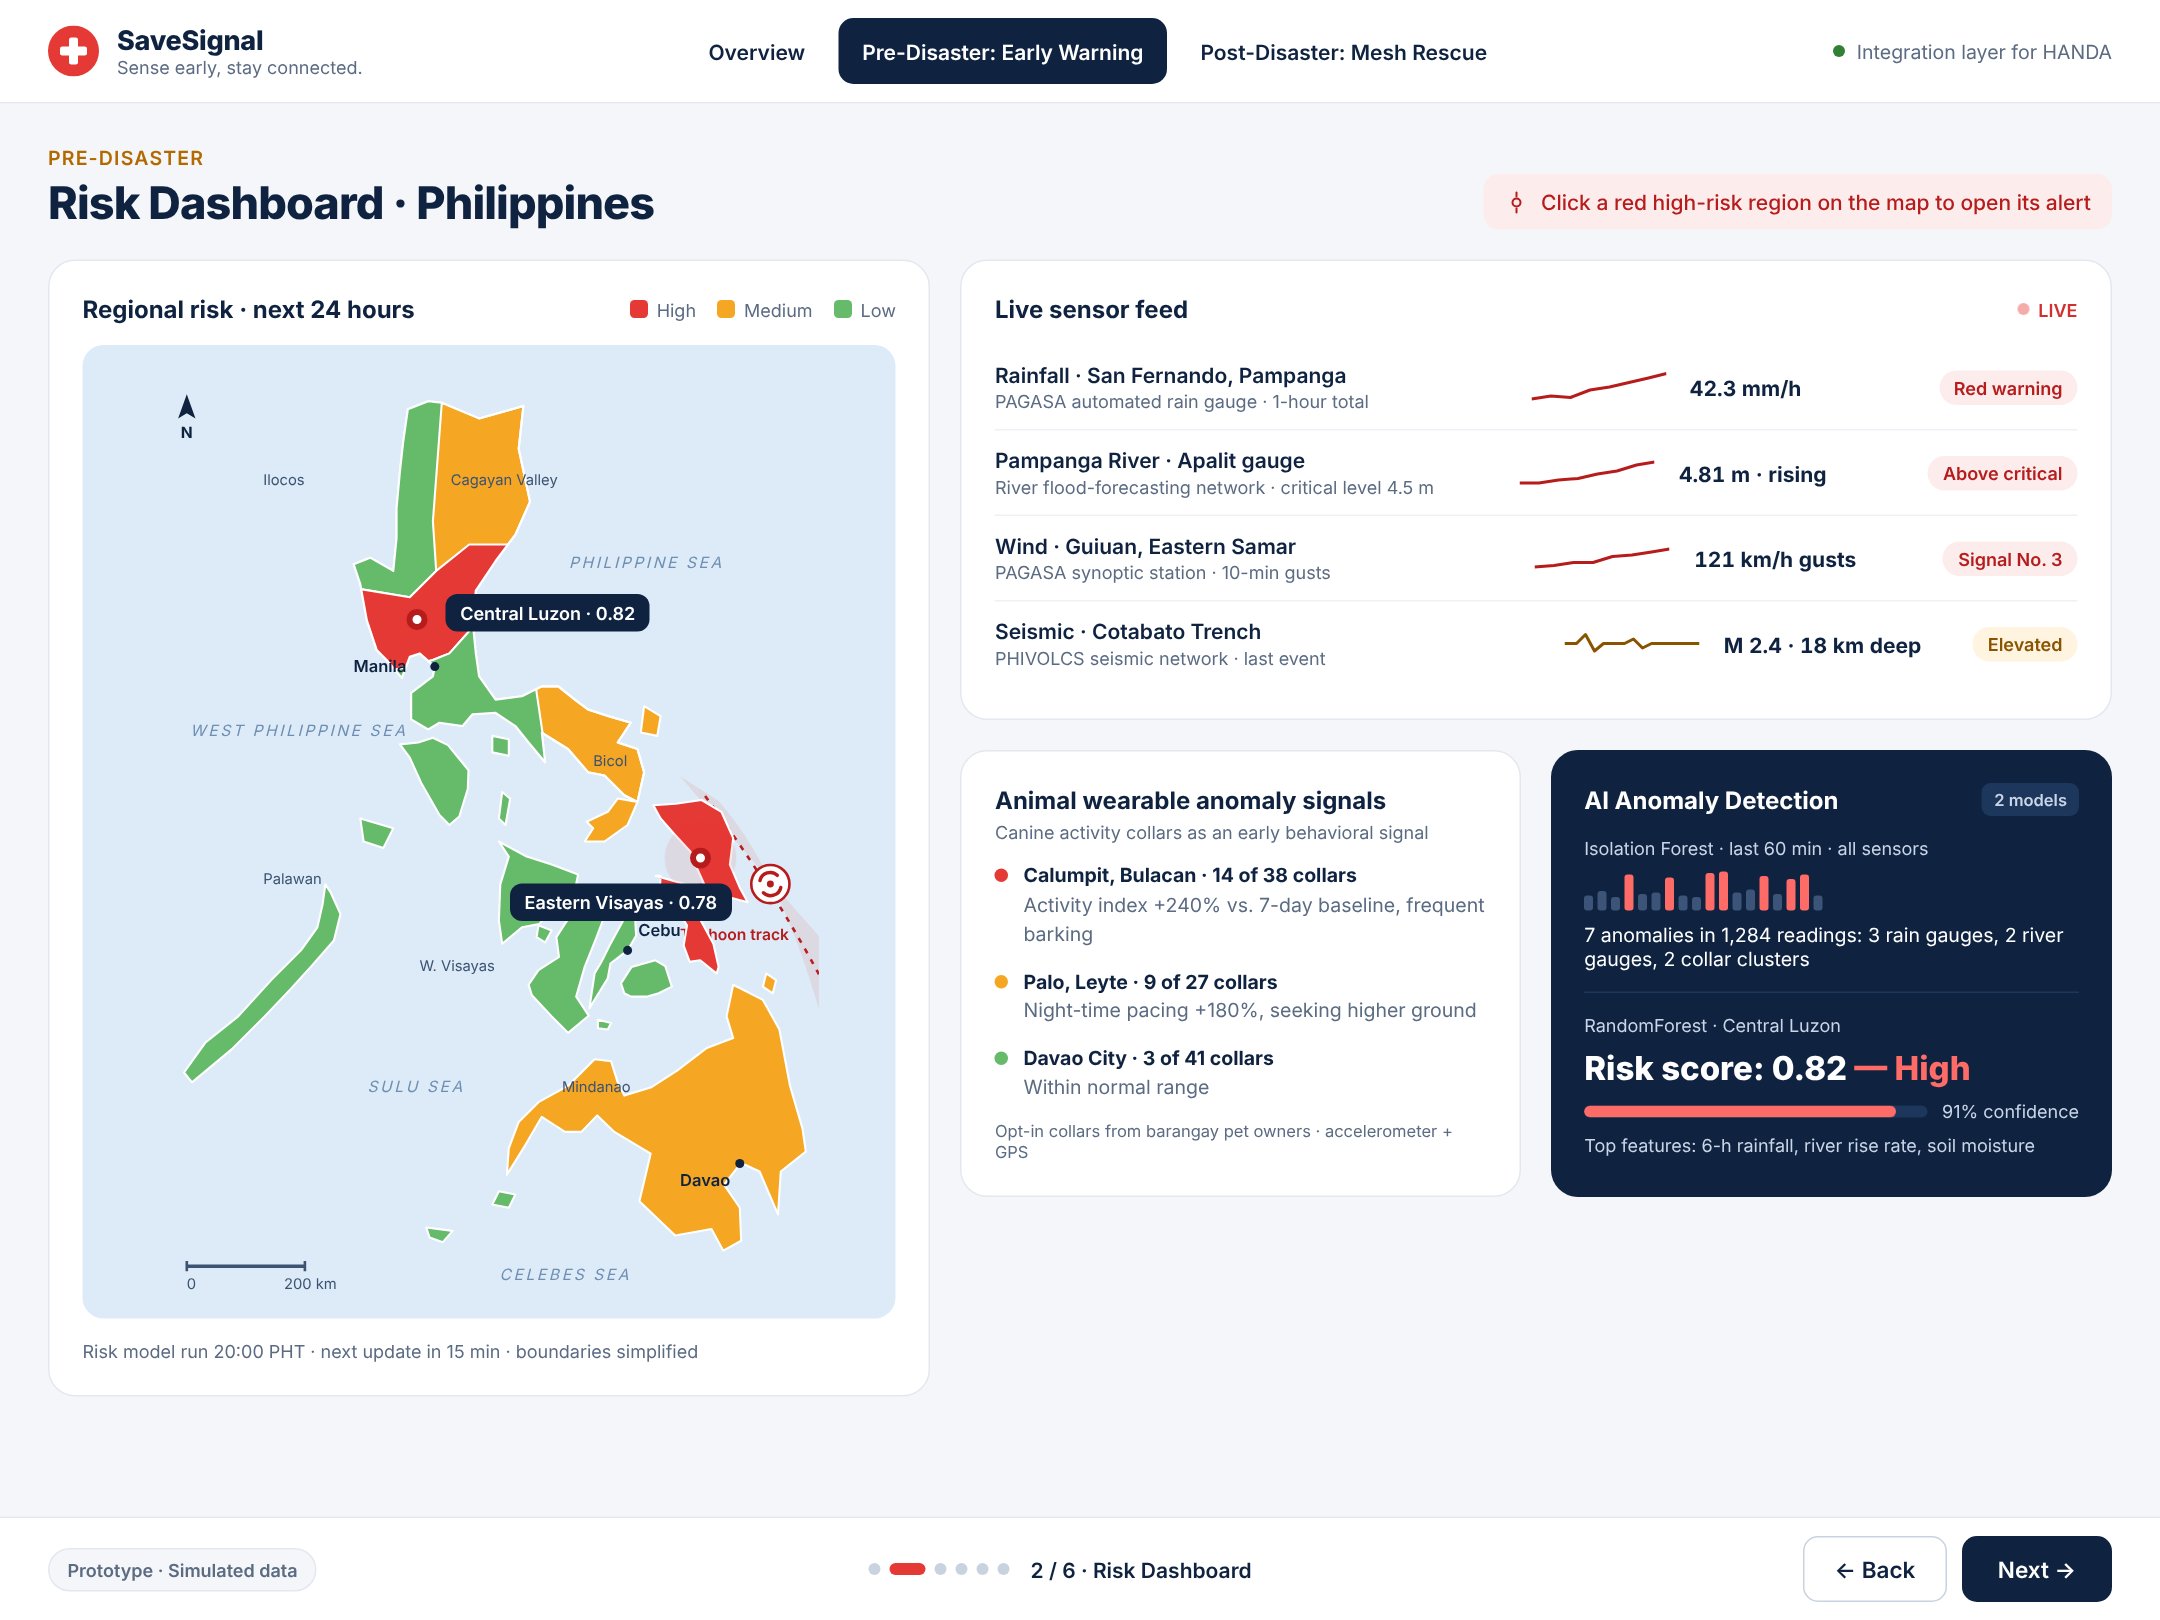 SaveSignal
Sense early, stay connected.
Overview
Pre-Disaster: Early Warning
Post-Disaster: Mesh Rescue
Integration layer for HANDA
PRE-DISASTER
Risk Dashboard · Philippines
Click a red high-risk region on the map to open its alert
Regional risk · next 24 hours
High
Medium
Low
N
Ilocos
Cagayan Valley
PHILIPPINE SEA
Central Luzon · 0.82
Manila
WEST PHILIPPINE SEA
Bicol
Palawan
Eastern Visayas · 0.78
Cebu
hoon track
W. Visayas
SULU SEA
Mindanao
Davao
CELEBES SEA
0
200 km
Risk model run 20:00 PHT · next update in 15 min · boundaries simplified
Live sensor feed
LIVE
Rainfall · San Fernando, Pampanga
PAGASA automated rain gauge · 1-hour total
42.3 mm/h
Red warning
Pampanga River · Apalit gauge
River flood-forecasting network · critical level 4.5 m
4.81 m · rising
Above critical
Wind · Guiuan, Eastern Samar
PAGASA synoptic station · 10-min gusts
121 km/h gusts
Signal No. 3
Seismic · Cotabato Trench
PHIVOLCS seismic network · last event
M 2.4 · 18 km deep
Elevated
Animal wearable anomaly signals
Canine activity collars as an early behavioral signal
Calumpit, Bulacan · 14 of 38 collars
Activity index +240% vs. 7-day baseline, frequent
barking
Palo, Leyte · 9 of 27 collars
Night-time pacing +180%, seeking higher ground
Davao City · 3 of 41 collars
Within normal range
Opt-in collars from barangay pet owners · accelerometer +
GPS
AI Anomaly Detection
2 models
Isolation Forest · last 60 min · all sensors
7 anomalies in 1,284 readings: 3 rain gauges, 2 river
gauges, 2 collar clusters
RandomForest · Central Luzon
Risk score: 0.82 — High
91% confidence
Top features: 6-h rainfall, river rise rate, soil moisture
Prototype · Simulated data
2 / 6 · Risk Dashboard
← Back
Next →